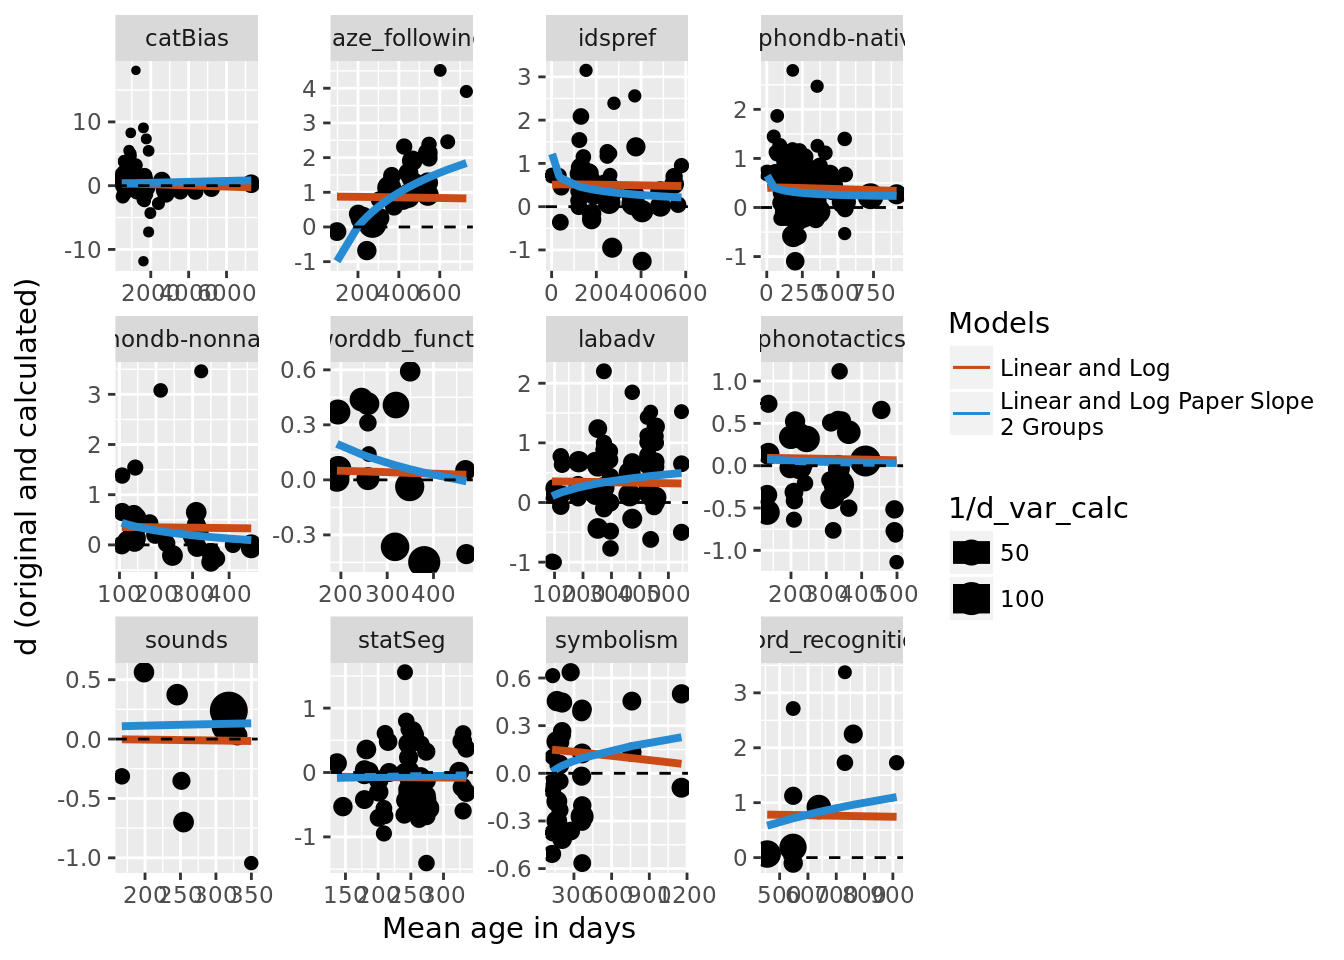 catBias
aze_following
idspref
phondb-nativ
10
0
-10
2000 4000 6000
4
3
2
1
0
-1
200 400 600
3
2
1
0
-1
0 200 400 600
2
1
0
-1
0 250 500 750
hondb-nonna
worddb_funct
labadv
phonotactics
3
2
1
0
100 200 300 400
0.6
0.3
0.0
-0.3
200 300 400
2
1
0
-1
100 200 300 400 500
1.0
0.5
0.0
-0.5
-1.0
200 300 400 500
sounds
statSeg
symbolism
ord_recognitio
0.5
0.0
-0.5
-1.0
200 250 300 350
1
0
-1
150 200 250 300
0.6
0.3
0.0
-0.3
-0.6
300 600 900 1200
3
2
1
0
500 600 700 800 900
Mean age in days
d (original and calculated)
Models
Linear and Log
Linear and Log Paper Slope
2 Groups
1/d_var_calc
50
100